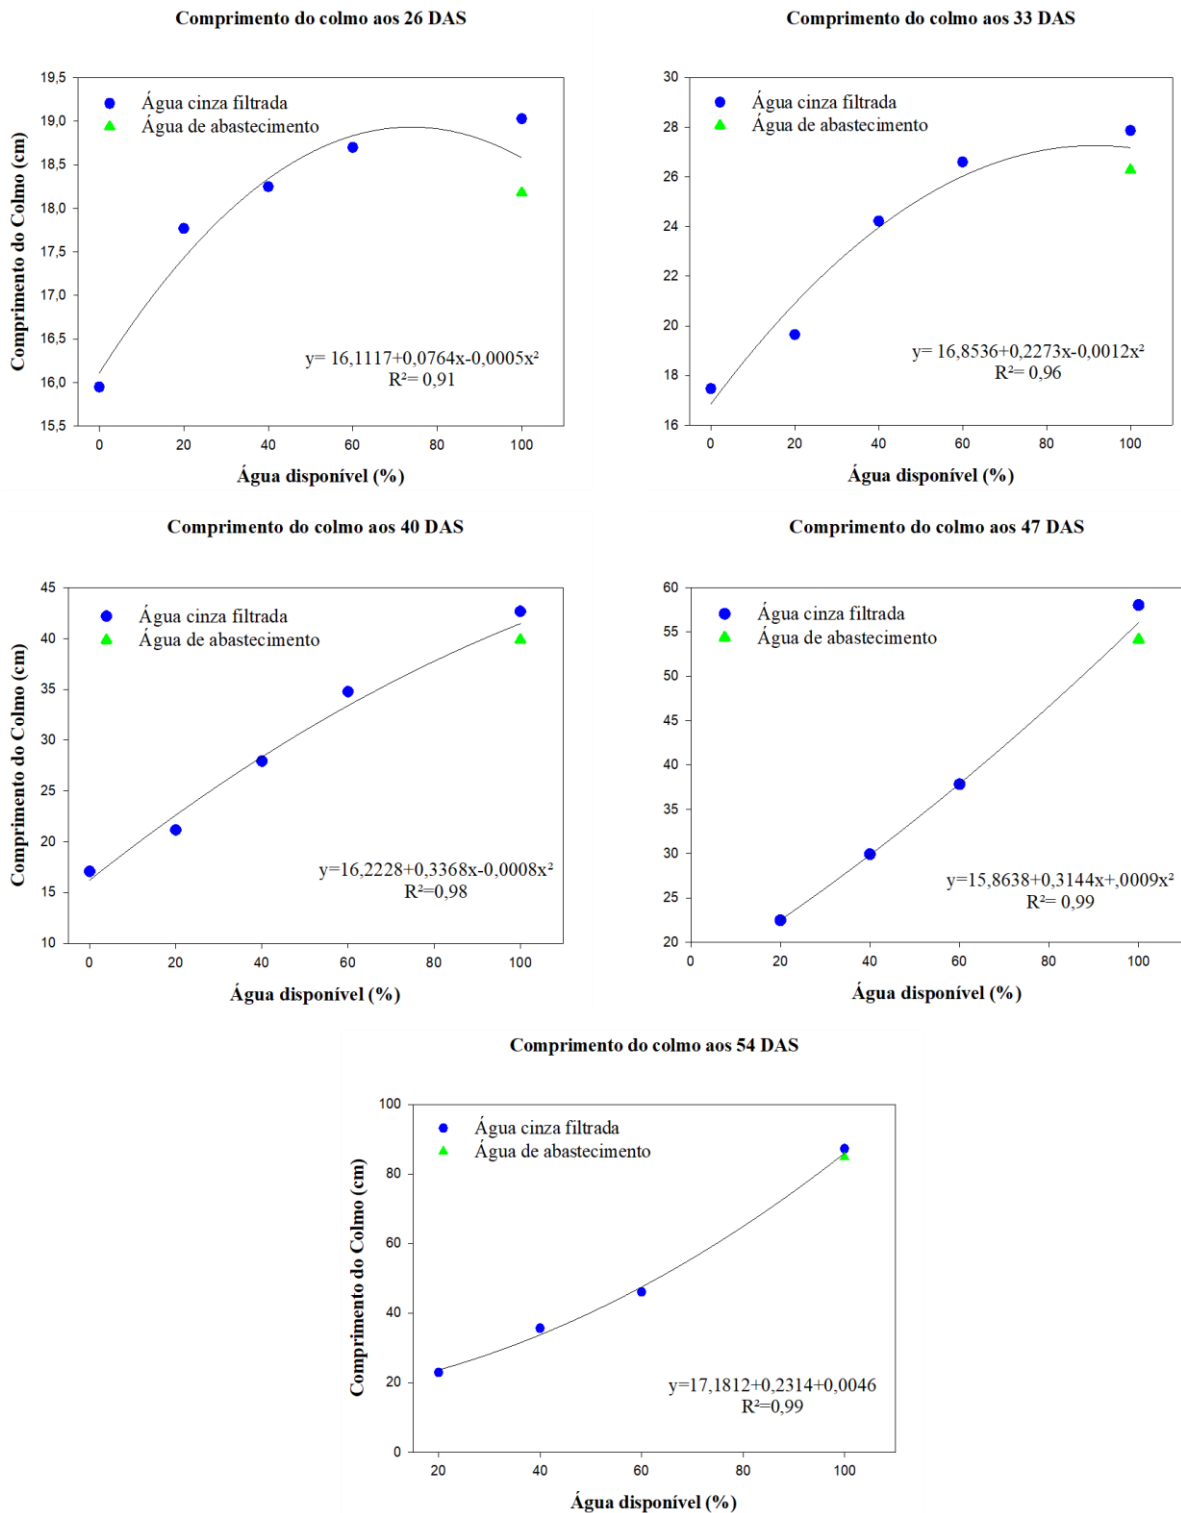 Comprimento do colmo aos 26 DAS
Comprimento do Colmo (cm)
19,5
19,0
18,5
18,0
17,5
17,0
16,5
16,0
15,5
Água cinza filtrada
Água de abastecimento
y= 16,1117+0,0764x-0,0005x²
R²= 0,91
0 20 40 60 80 100
Água disponível (%)
Comprimento do colmo aos 33 DAS
30
28
26
24
22
20
18
16
Água cinza filtrada
Água de abastecimento
y= 16,8536+0,2273x-0,0012x²
R²= 0,96
0 20 40 60 80 100
Água disponível (%)
Comprimento do colmo aos 40 DAS
Comprimento do Colmo (cm)
45
40
35
30
25
20
15
10
Água cinza filtrada
Água de abastecimento
y=16,2228+0,3368x-0,0008x²
R²=0,98
0 20 40 60 80 100
Água disponível (%)
Comprimento do colmo aos 47 DAS
60
55
50
45
40
35
30
25
20
Água cinza filtrada
Água de abastecimento
y=15,8638+0,3144x+,0009x²
R²= 0,99
0 20 40 60 80 100
Água disponível (%)
Comprimento do colmo aos 54 DAS
Comprimento do Colmo (cm)
100
80
60
40
20
0
Água cinza filtrada
Água de abastecimento
y=17,1812+0,2314+0,0046
R²=0,99
20 40 60 80 100
Água disponível (%)